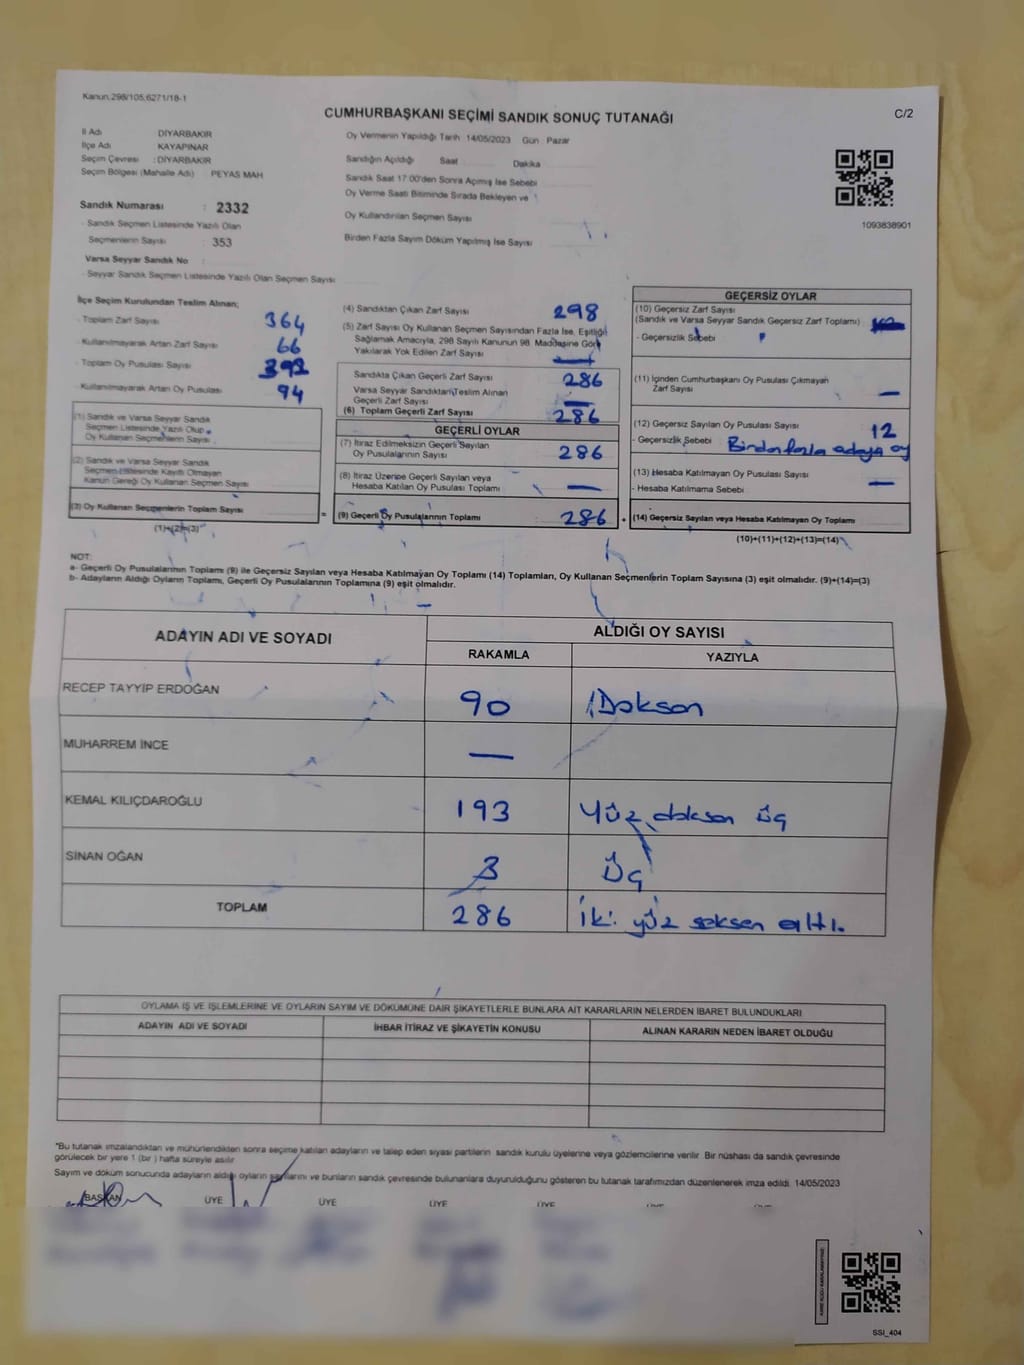 Kanun,298/105,6271/18-1
CUMHURBAŞKANI SEÇİMİ SANDIK SONUÇ TUTANAĞI
C/2
İl Adı DİYARBAKIR
İlçe Adı KAYAPINAR
Seçim Çevresi : DİYARBAKIR
Seçim Bölgesi (Mahalle Adı) PEYAS MAH
Sandık Numarası : 2332
- Sandık Seçmen Listesinde Yazılı Olan
Seçmenlerin Sayısı : 353
Varsa Seyyar Sandık No :
- Seyyar Sandık Seçmen Listesinde Yazılı Olan Seçmen Sayısı
Oy Vermenin Yapıldığı Tarih 14/05/2023 Gün : Pazar
Sandığın Açıldığı Saat Dakika
Sandık Saat 17:00'den Sonra Açımış İse Sebebi
Oy Verme Saati Bitiminde Sırada Bekleyen ve
Oy Kullandırılan Seçmen Sayısı
Birden Fazla Sayım Döküm Yapılmış İse Sayısı
1093838901
İlçe Seçim Kurulundan Teslim Alınan;
- Toplam Zarf Sayısı 364
- Kullanılmayarak Artan Zarf Sayısı 66
- Toplam Oy Pusulası Sayısı
- Kullanılmayarak Artan Oy Pusulası 94
(1) Sandık ve Varsa Seyyar Sandık
Seçmen Listesinde Yazılı Olup
Oy Kullanan Seçmenlerin Sayısı
(2) Sandık ve Varsa Seyyar Sandık
Seçmen Listesinde Kayıtlı Olmayan
Kanun Gereği Oy Kullanan Seçmen Sayısı
(3) Oy Kullanan Seçmenlerin Toplam Sayısı
(1)+(2)=(3)
=
(4) Sandıktan Çıkan Zarf Sayısı 298
(5) Zarf Sayısı Oy Kullanan Seçmen Sayısından Fazla İse, Eşitliği
Sağlamak Amacıyla, 298 Sayılı Kanunun 98. Maddesine Göre
Yakılarak Yok Edilen Zarf Sayısı —
Sandıkta Çıkan Geçerli Zarf Sayısı 286
Varsa Seyyar Sandıktan Teslim Alınan
Geçerli Zarf Sayısı —
(6) Toplam Geçerli Zarf Sayısı 286
GEÇERLİ OYLAR
(7) İtiraz Edilmeksizin Geçerli Sayılan
Oy Pusulalarının Sayısı 286
(8) İtiraz Üzerine Geçerli Sayılan veya
Hesaba Katılan Oy Pusulası Toplamı —
(9) Geçerli Oy Pusulalarının Toplamı 286
+
GEÇERSİZ OYLAR
(10) Geçersiz Zarf Sayısı
(Sandık ve Varsa Seyyar Sandık Geçersiz Zarf Toplamı)
- Geçersizlik Sebebi
(11) İçinden Cumhurbaşkanı Oy Pusulası Çıkmayan
Zarf Sayısı —
(12) Geçersiz Sayılan Oy Pusulası Sayısı 12
- Geçersizlik Sebebi Birden fazla adaya oy
(13) Hesaba Katılmayan Oy Pusulası Sayısı —
- Hesaba Katılmama Sebebi
(14) Geçersiz Sayılan veya Hesaba Katılmayan Oy Toplamı
(10)+(11)+(12)+(13)=(14)
NOT:
a- Geçerli Oy Pusulalarının Toplamı (9) ile Geçersiz Sayılan veya Hesaba Katılmayan Oy Toplamı (14) Toplamları, Oy Kullanan Seçmenlerin Toplam Sayısına (3) eşit olmalıdır. (9)+(14)=(3)
b- Adayların Aldığı Oyların Toplamı, Geçerli Oy Pusulalarının Toplamına (9) eşit olmalıdır.
ADAYIN ADI VE SOYADI ALDIĞI OY SAYISI
RAKAMLA YAZIYLA
RECEP TAYYİP ERDOĞAN 90 Doksan
MUHARREM İNCE —
KEMAL KILIÇDAROĞLU 193 Yüz doksan üç
SİNAN OĞAN 3 Üç
TOPLAM 286 İki yüz seksen altı.
OYLAMA İŞ VE İŞLEMLERİNE VE OYLARIN SAYIM VE DÖKÜMÜNE DAİR ŞİKAYETLERLE BUNLARA AİT KARARLARIN NELERDEN İBARET BULUNDUKLARI
ADAYIN ADI VE SOYADI İHBAR İTİRAZ VE ŞİKAYETİN KONUSU ALINAN KARARIN NEDEN İBARET OLDUĞU
*Bu tutanak imzalandıktan ve mühürlendikten sonra seçime katılan adayların ve talep eden siyasi partilerin sandık kurulu üyelerine veya gözlemcilerine verilir. Bir nüshası da sandık çevresinde
görülecek bir yere 1 (bir) hafta süreyle asılır
Sayım ve döküm sonucunda adayların aldığı oyların sayılarını ve bunların sandık çevresinde bulunanlara duyurulduğunu gösteren bu tutanak tarafımızdan düzenlenerek imza edildi. 14/05/2023
BAŞKAN ÜYE ÜYE ÜYE ÜYE ÜYE ÜYE
SSI_404